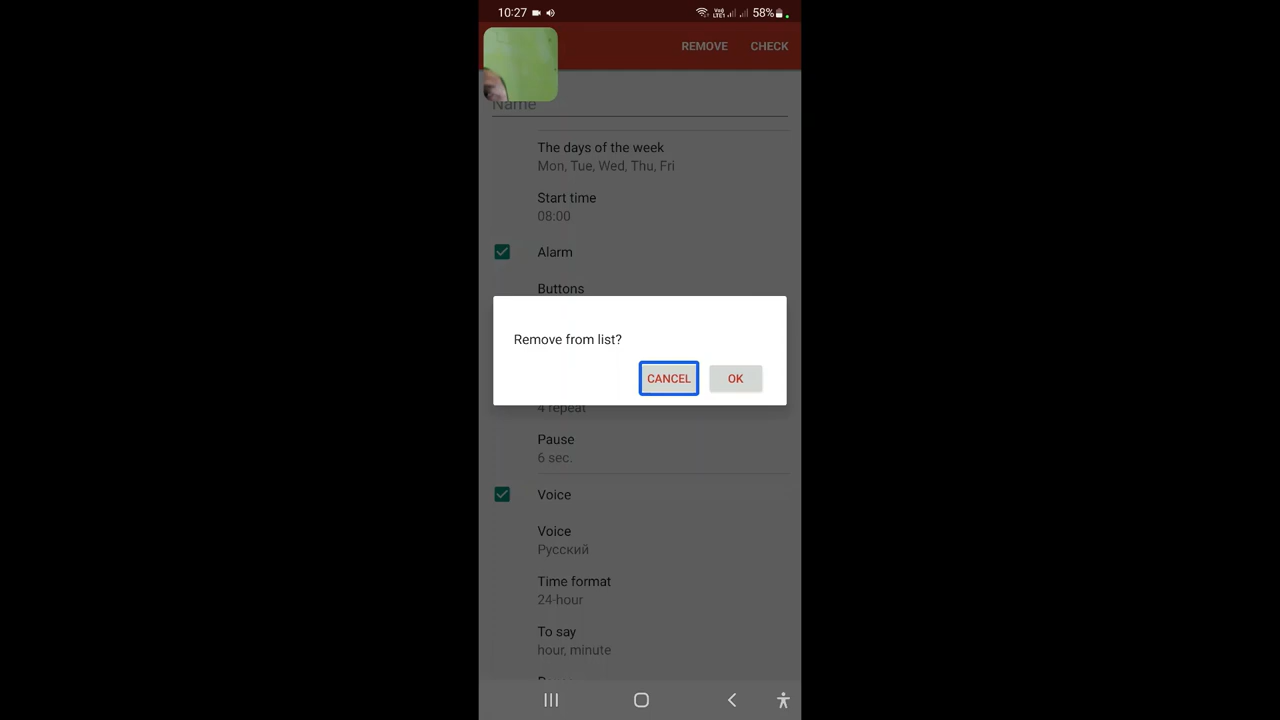 10:27
58%
REMOVE CHECK
Name
The days of the week
Mon, Tue, Wed, Thu, Fri
Start time
08:00
Alarm
Buttons
Remove from list?
CANCEL OK
4 repeat
Pause
6 sec.
Voice
Voice
Русский
Time format
24-hour
To say
hour, minute